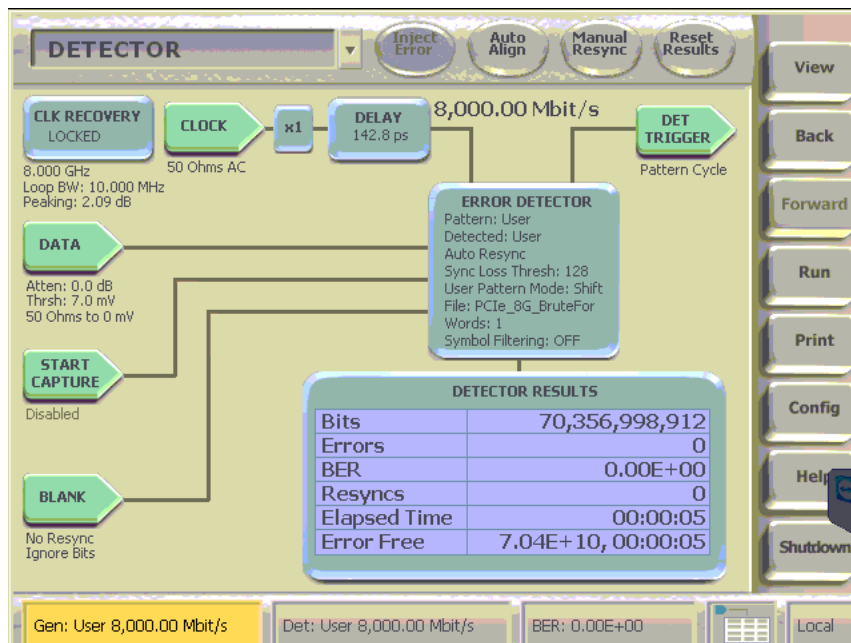 DETECTOR
Inject Error
Auto Align
Manual Resync
Reset Results
View
Back
Forward
Run
Print
Config
Help
Shutdown
CLK RECOVERY
LOCKED
8.000 GHz
Loop BW: 10.000 MHz
Peaking: 2.09 dB
CLOCK
50 Ohms AC
x1
DELAY
142.8 ps
8,000.00 Mbit/s
DET
TRIGGER
Pattern Cycle
DATA
Atten: 0.0 dB
Thrsh: 7.0 mV
50 Ohms to 0 mV
ERROR DETECTOR
Pattern: User
Detected: User
Auto Resync
Sync Loss Thresh: 128
User Pattern Mode: Shift
File: PCIe_8G_BruteFor
Words: 1
Symbol Filtering: OFF
START
CAPTURE
Disabled
BLANK
No Resync
Ignore Bits
DETECTOR RESULTS
Bits 70,356,998,912
Errors 0
BER 0.00E+00
Resyncs 0
Elapsed Time 00:00:05
Error Free 7.04E+10, 00:00:05
Gen: User 8,000.00 Mbit/s
Det: User 8,000.00 Mbit/s
BER: 0.00E+00
Local